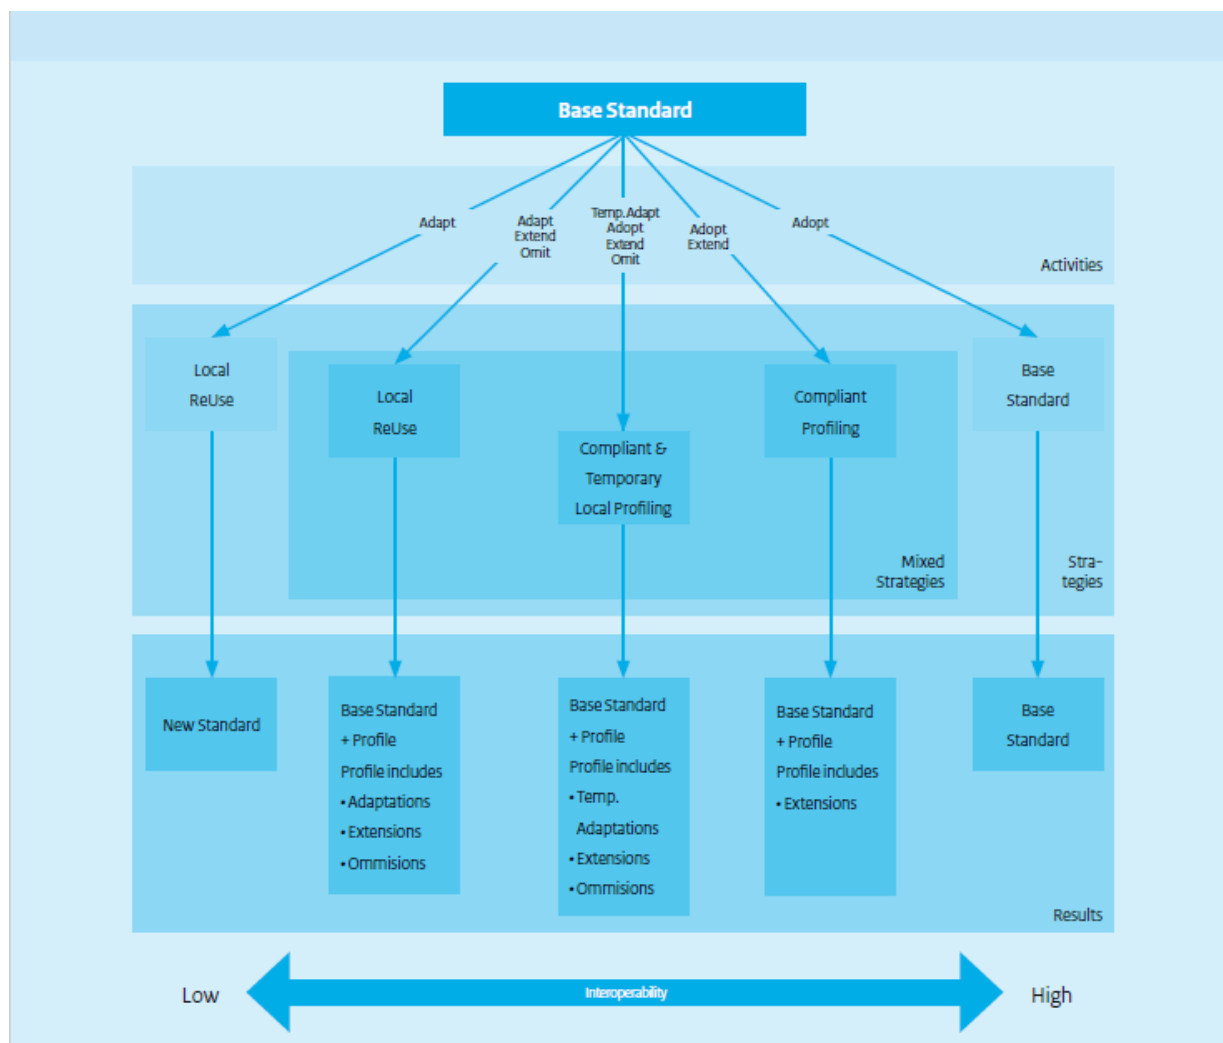 Base Standard
Adapt
Adapt
Extend
Omit
Temp. Adapt
Adopt
Extend
Omit
Adopt
Extend
Adopt
Activities
Local
ReUse
Local
ReUse
Compliant &
Temporary
Local Profiling
Compliant
Profiling
Base
Standard
Mixed
Strategies
Stra-
tegies
New Standard
Base Standard
+ Profile
Profile includes
• Adaptations
• Extensions
• Ommisions
Base Standard
+ Profile
Profile includes
• Temp.
Adaptations
• Extensions
• Ommisions
Base Standard
+ Profile
Profile includes
• Extensions
Base
Standard
Results
Low
Interoperability
High